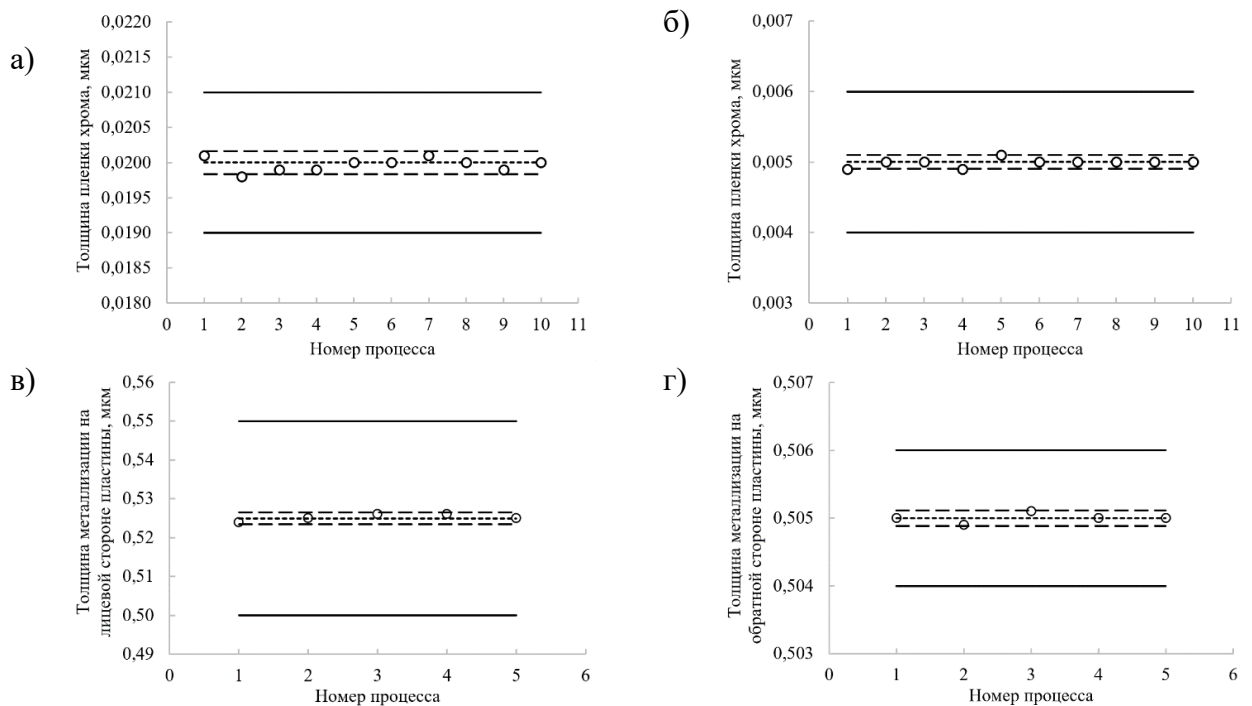 а)
Толщина пленки хрома, мкм
0,0220
0,0215
0,0210
0,0205
0,0200
0,0195
0,0190
0,0185
0,0180
0 1 2 3 4 5 6 7 8 9 10 11
Номер процесса
б)
Толщина пленки хрома, мкм
0,007
0,006
0,005
0,004
0,003
0 1 2 3 4 5 6 7 8 9 10 11
Номер процесса
в)
Толщина металлизации на
лицевой стороне пластины, мкм
0,56
0,55
0,54
0,53
0,52
0,51
0,50
0,49
0 1 2 3 4 5 6
Номер процесса
г)
Толщина металлизации на
обратной стороне пластины, мкм
0,507
0,506
0,505
0,504
0,503
0 1 2 3 4 5 6
Номер процесса